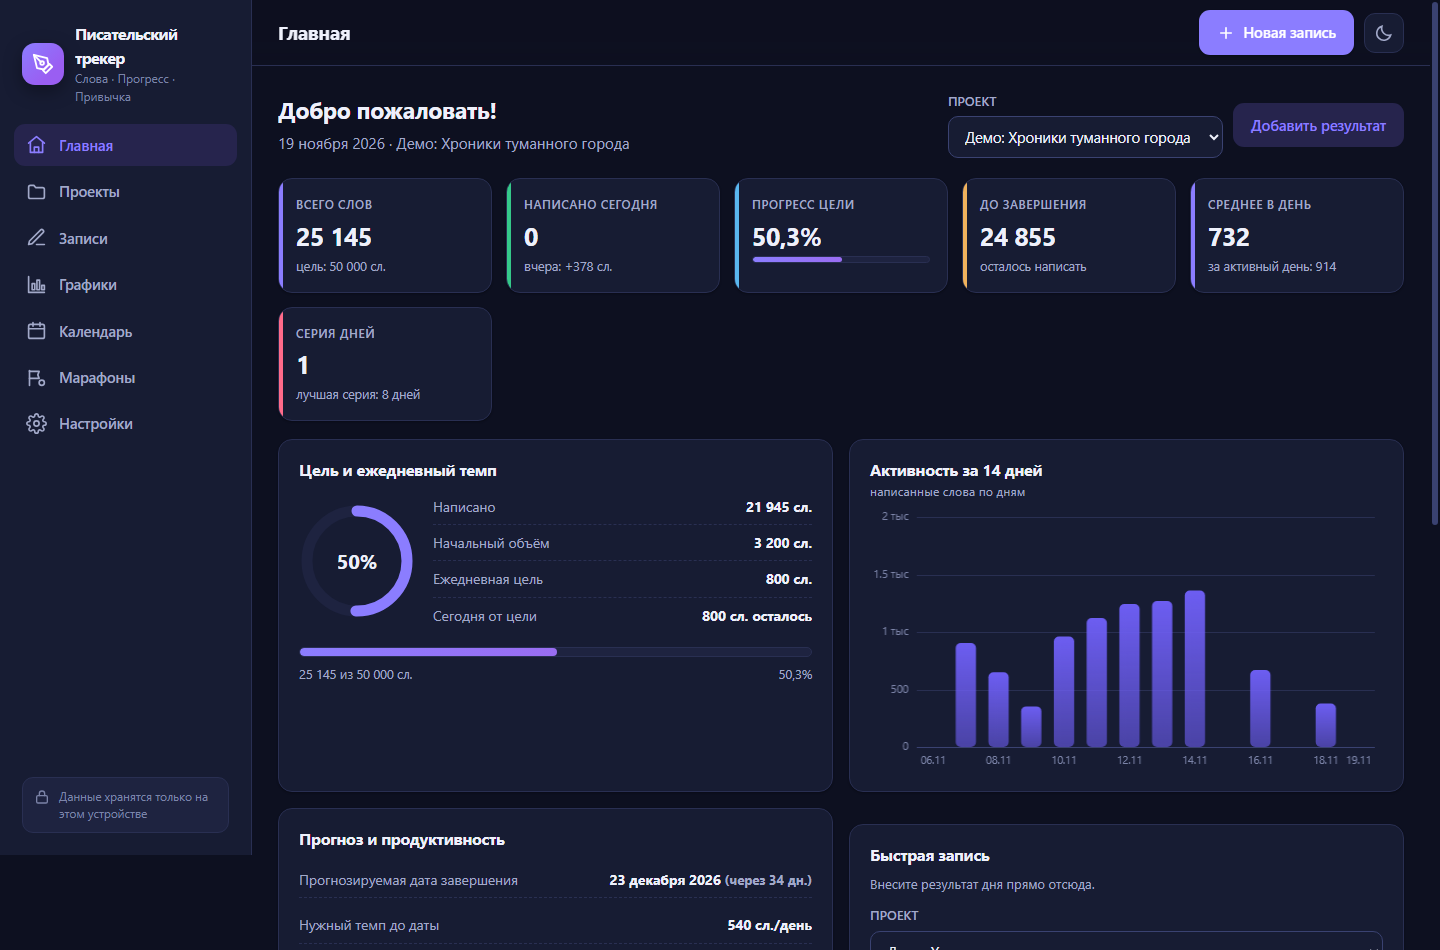 Писательский
трекер
Слова · Прогресс ·
Привычка
Главная
Проекты
Записи
Графики
Календарь
Марафоны
Настройки
Данные хранятся только на
этом устройстве
Главная
Новая запись
Добро пожаловать!
19 ноября 2026 · Демо: Хроники туманного города
ПРОЕКТ
Демо: Хроники туманного города
Добавить результат
ВСЕГО СЛОВ
25 145
цель: 50 000 сл.
НАПИСАНО СЕГОДНЯ
0
вчера: +378 сл.
ПРОГРЕСС ЦЕЛИ
50,3%
ДО ЗАВЕРШЕНИЯ
24 855
осталось написать
СРЕДНЕЕ В ДЕНЬ
732
за активный день: 914
СЕРИЯ ДНЕЙ
1
лучшая серия: 8 дней
Цель и ежедневный темп
50%
Написано 21 945 сл.
Начальный объём 3 200 сл.
Ежедневная цель 800 сл.
Сегодня от цели 800 сл. осталось
25 145 из 50 000 сл. 50,3%
Активность за 14 дней
написанные слова по дням
2 тыс
1.5 тыс
1 тыс
500
0
06.11 08.11 10.11 12.11 14.11 16.11 18.11 19.11
Прогноз и продуктивность
Прогнозируемая дата завершения 23 декабря 2026 (через 34 дн.)
Нужный темп до даты 540 сл./день
Быстрая запись
Внесите результат дня прямо отсюда.
ПРОЕКТ